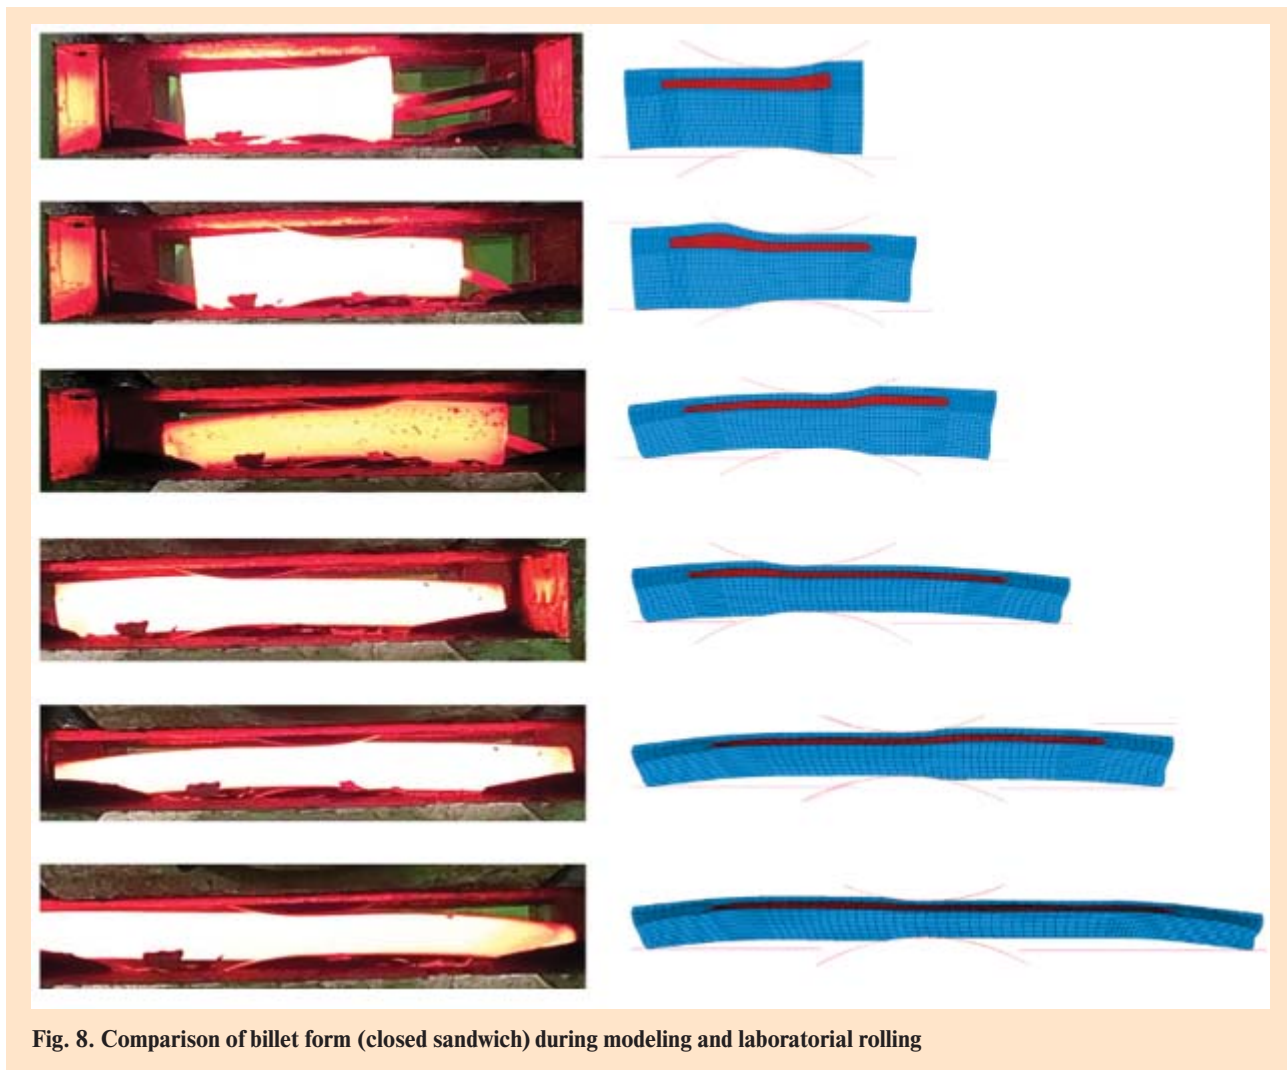 Fig. 8. Comparison of billet form (closed sandwich) during modeling and laboratorial rolling